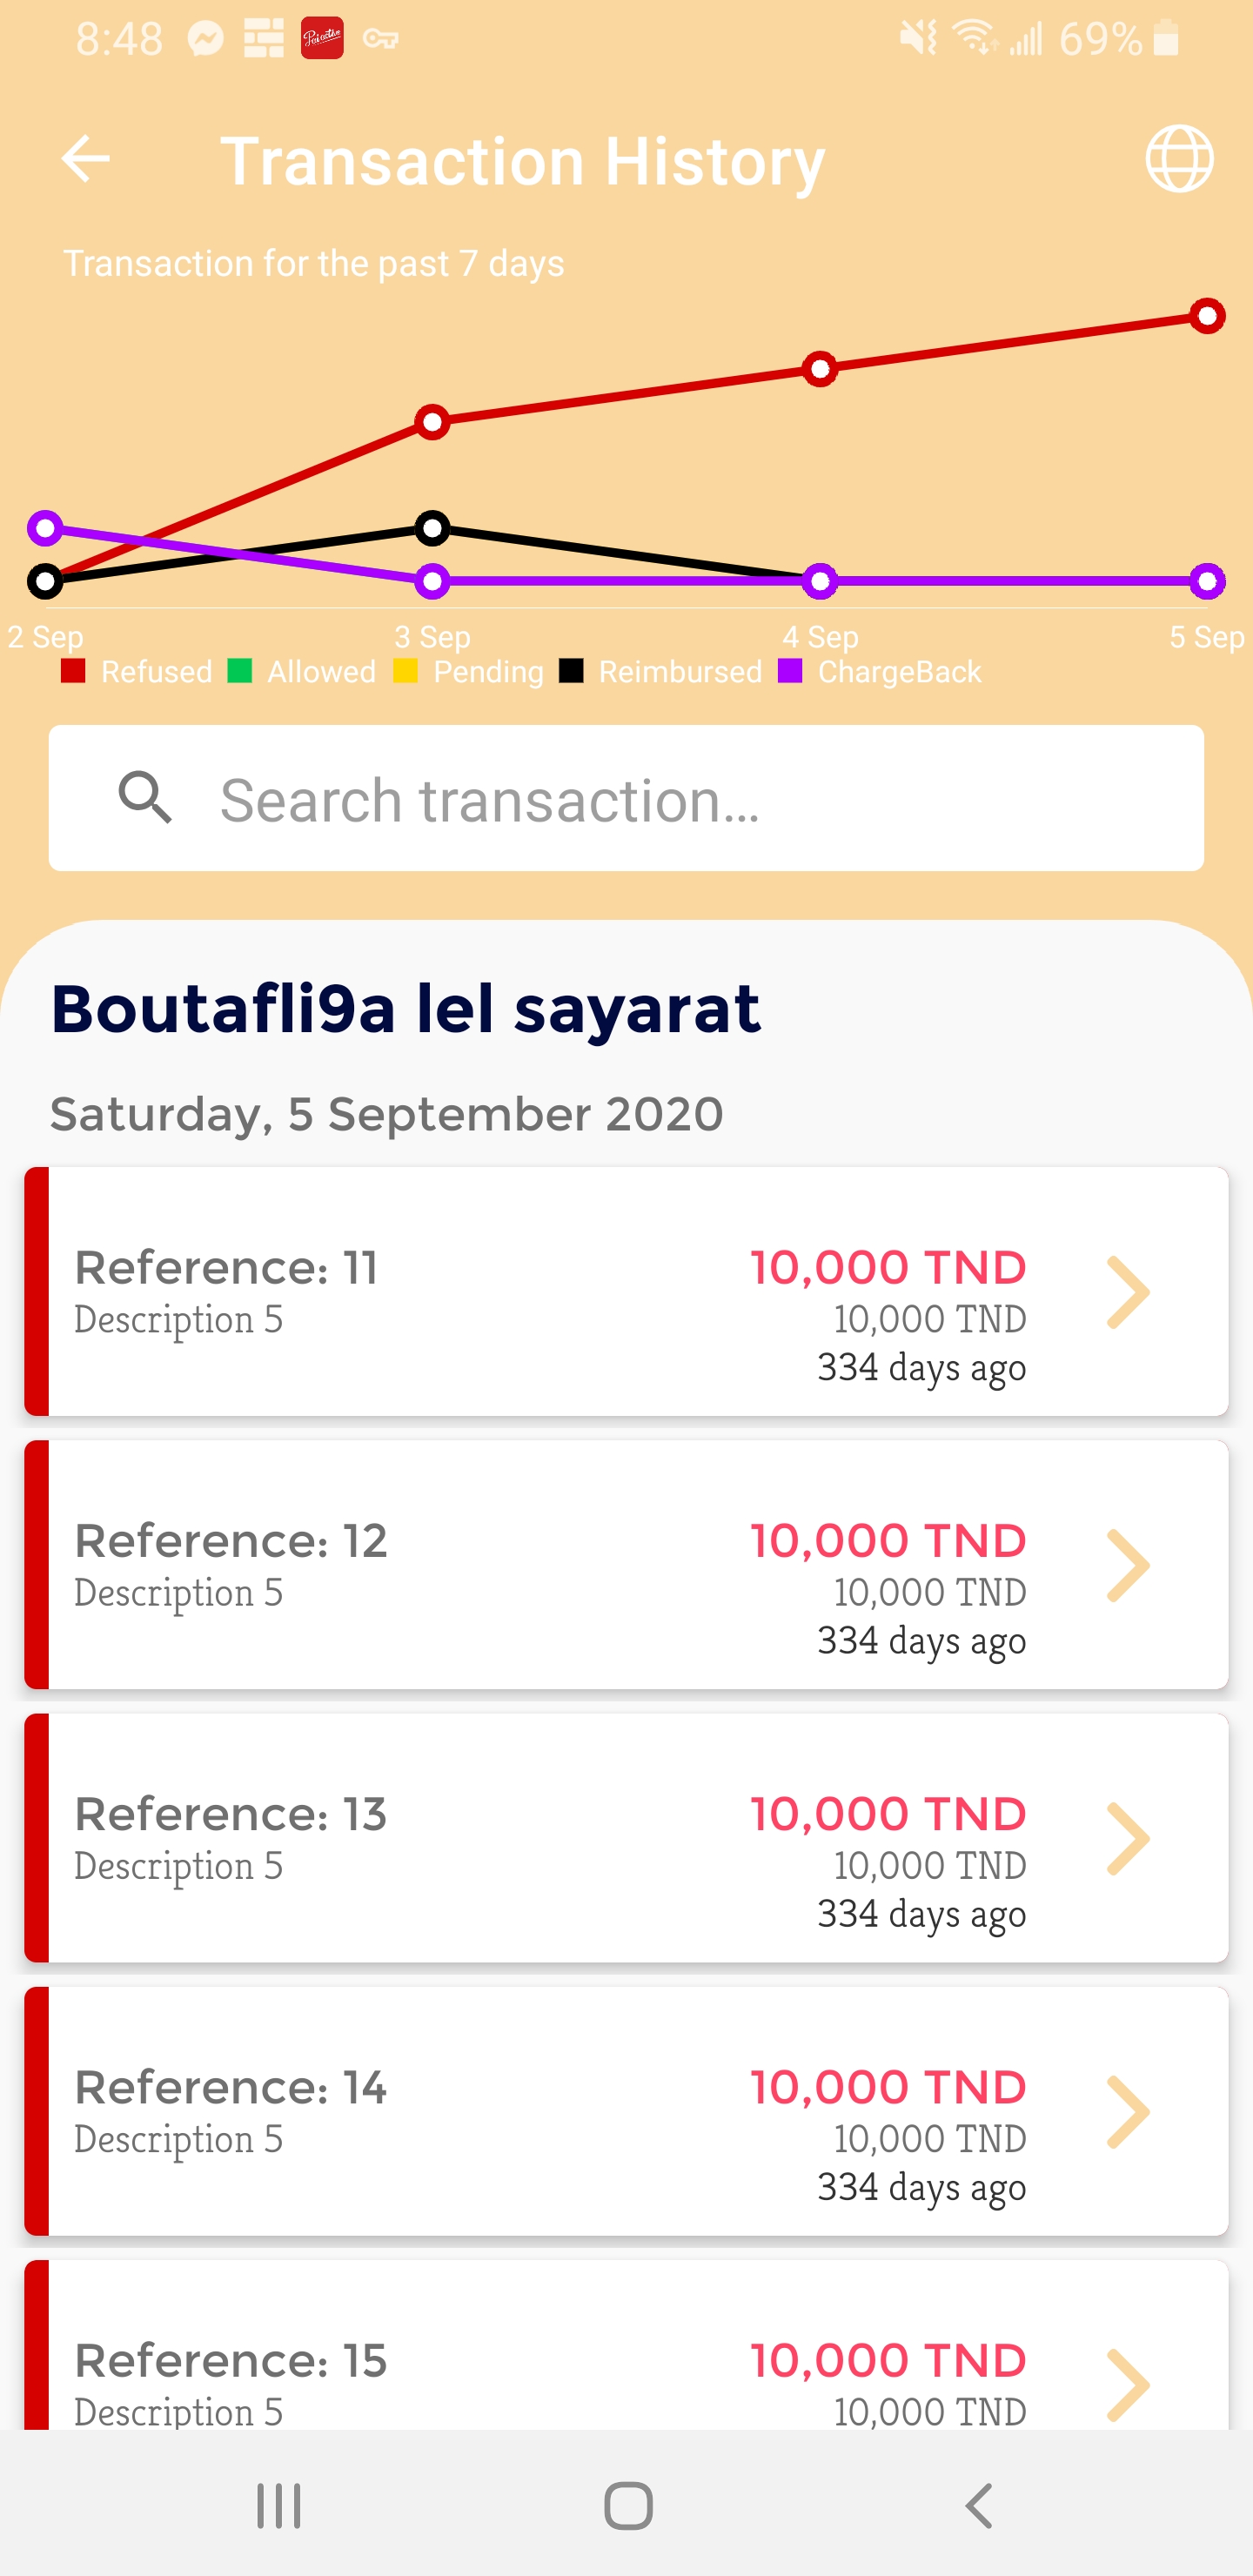 8:48 69%
Transaction History
Transaction for the past 7 days
2 Sep 3 Sep 4 Sep 5 Sep
Refused Allowed Pending Reimbursed ChargeBack
Search transaction...
Boutafli9a lel sayarat
Saturday, 5 September 2020
Reference: 11 10,000 TND
Description 5 10,000 TND
334 days ago
Reference: 12 10,000 TND
Description 5 10,000 TND
334 days ago
Reference: 13 10,000 TND
Description 5 10,000 TND
334 days ago
Reference: 14 10,000 TND
Description 5 10,000 TND
334 days ago
Reference: 15 10,000 TND
Description 5 10,000 TND